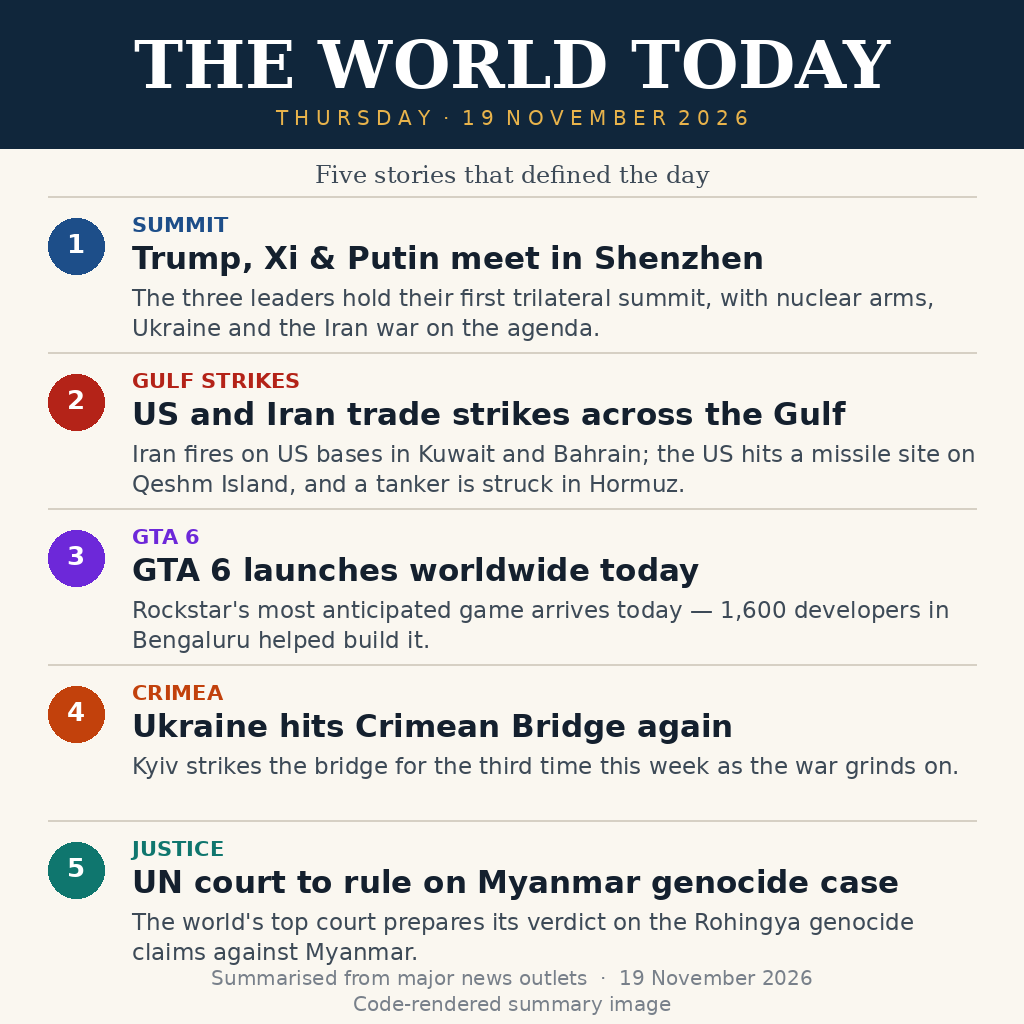 THE WORLD TODAY
THURSDAY · 19 NOVEMBER 2026
Five stories that defined the day
1
SUMMIT
Trump, Xi & Putin meet in Shenzhen
The three leaders hold their first trilateral summit, with nuclear arms,
Ukraine and the Iran war on the agenda.
2
GULF STRIKES
US and Iran trade strikes across the Gulf
Iran fires on US bases in Kuwait and Bahrain; the US hits a missile site on
Qeshm Island, and a tanker is struck in Hormuz.
3
GTA 6
GTA 6 launches worldwide today
Rockstar's most anticipated game arrives today — 1,600 developers in
Bengaluru helped build it.
4
CRIMEA
Ukraine hits Crimean Bridge again
Kyiv strikes the bridge for the third time this week as the war grinds on.
5
JUSTICE
UN court to rule on Myanmar genocide case
The world's top court prepares its verdict on the Rohingya genocide
claims against Myanmar.
Summarised from major news outlets · 19 November 2026
Code-rendered summary image